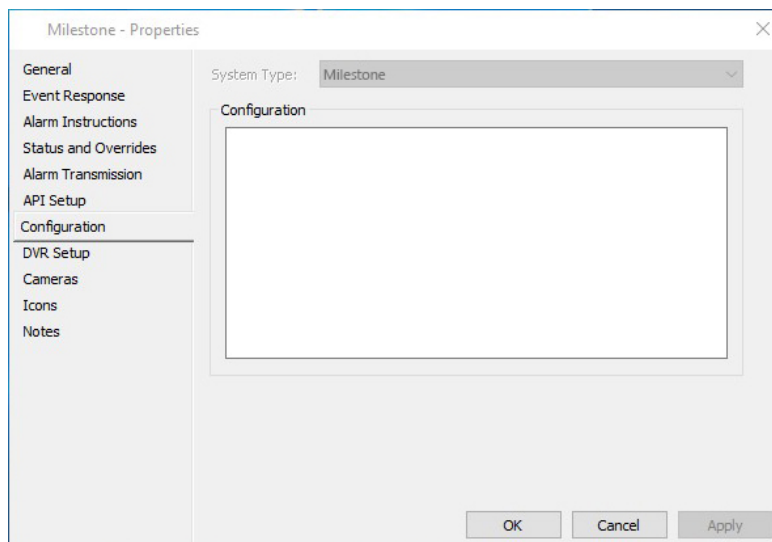 Milestone - Properties
General
Event Response
Alarm Instructions
Status and Overrides
Alarm Transmission
API Setup
Configuration
DVR Setup
Cameras
Icons
Notes
System Type: Milestone
Configuration
OK Cancel Apply